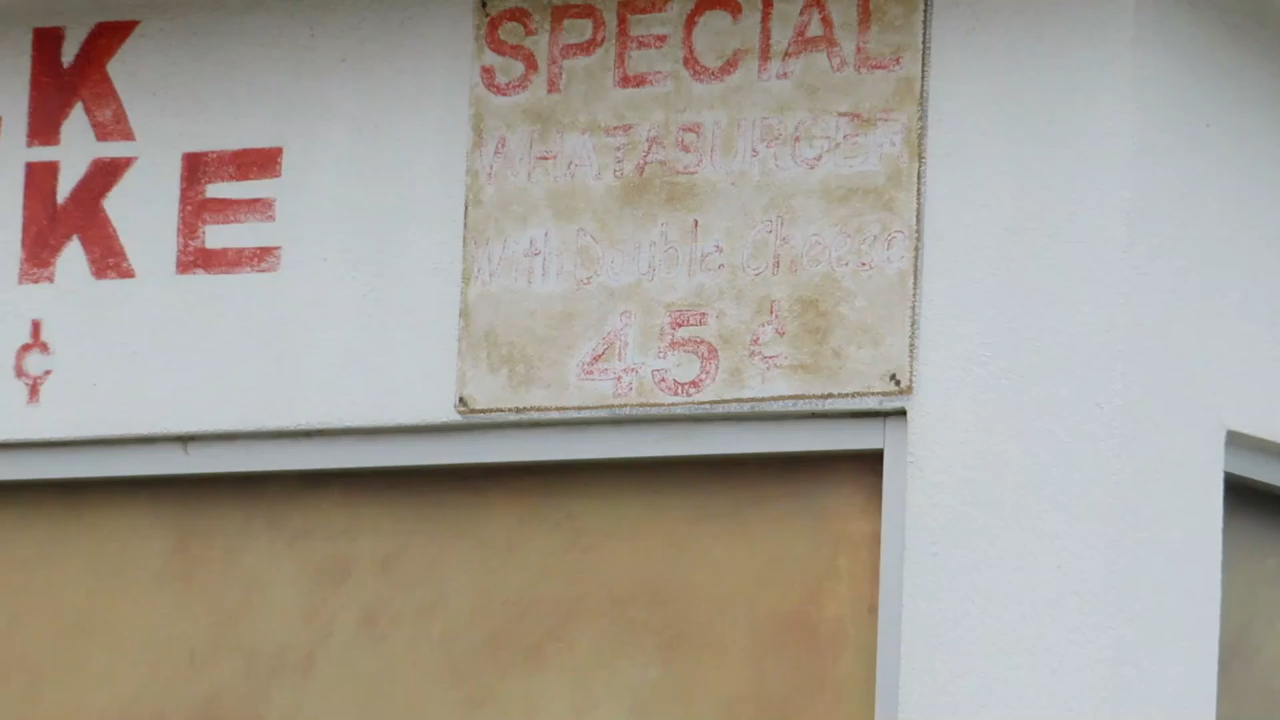 K
KE
¢
SPECIAL
WHATABURGER
With Double Cheese
45 ¢